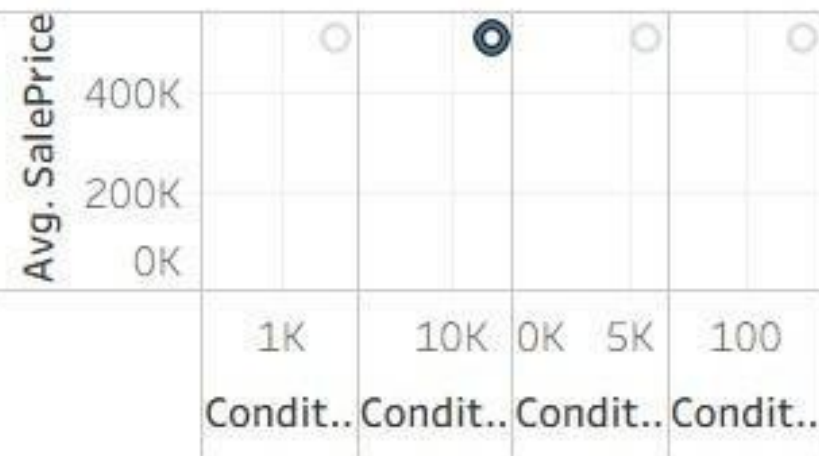 Avg. SalePrice
400K
200K
0K
1K 10K 0K 5K 100
Condit.. Condit.. Condit.. Condit..